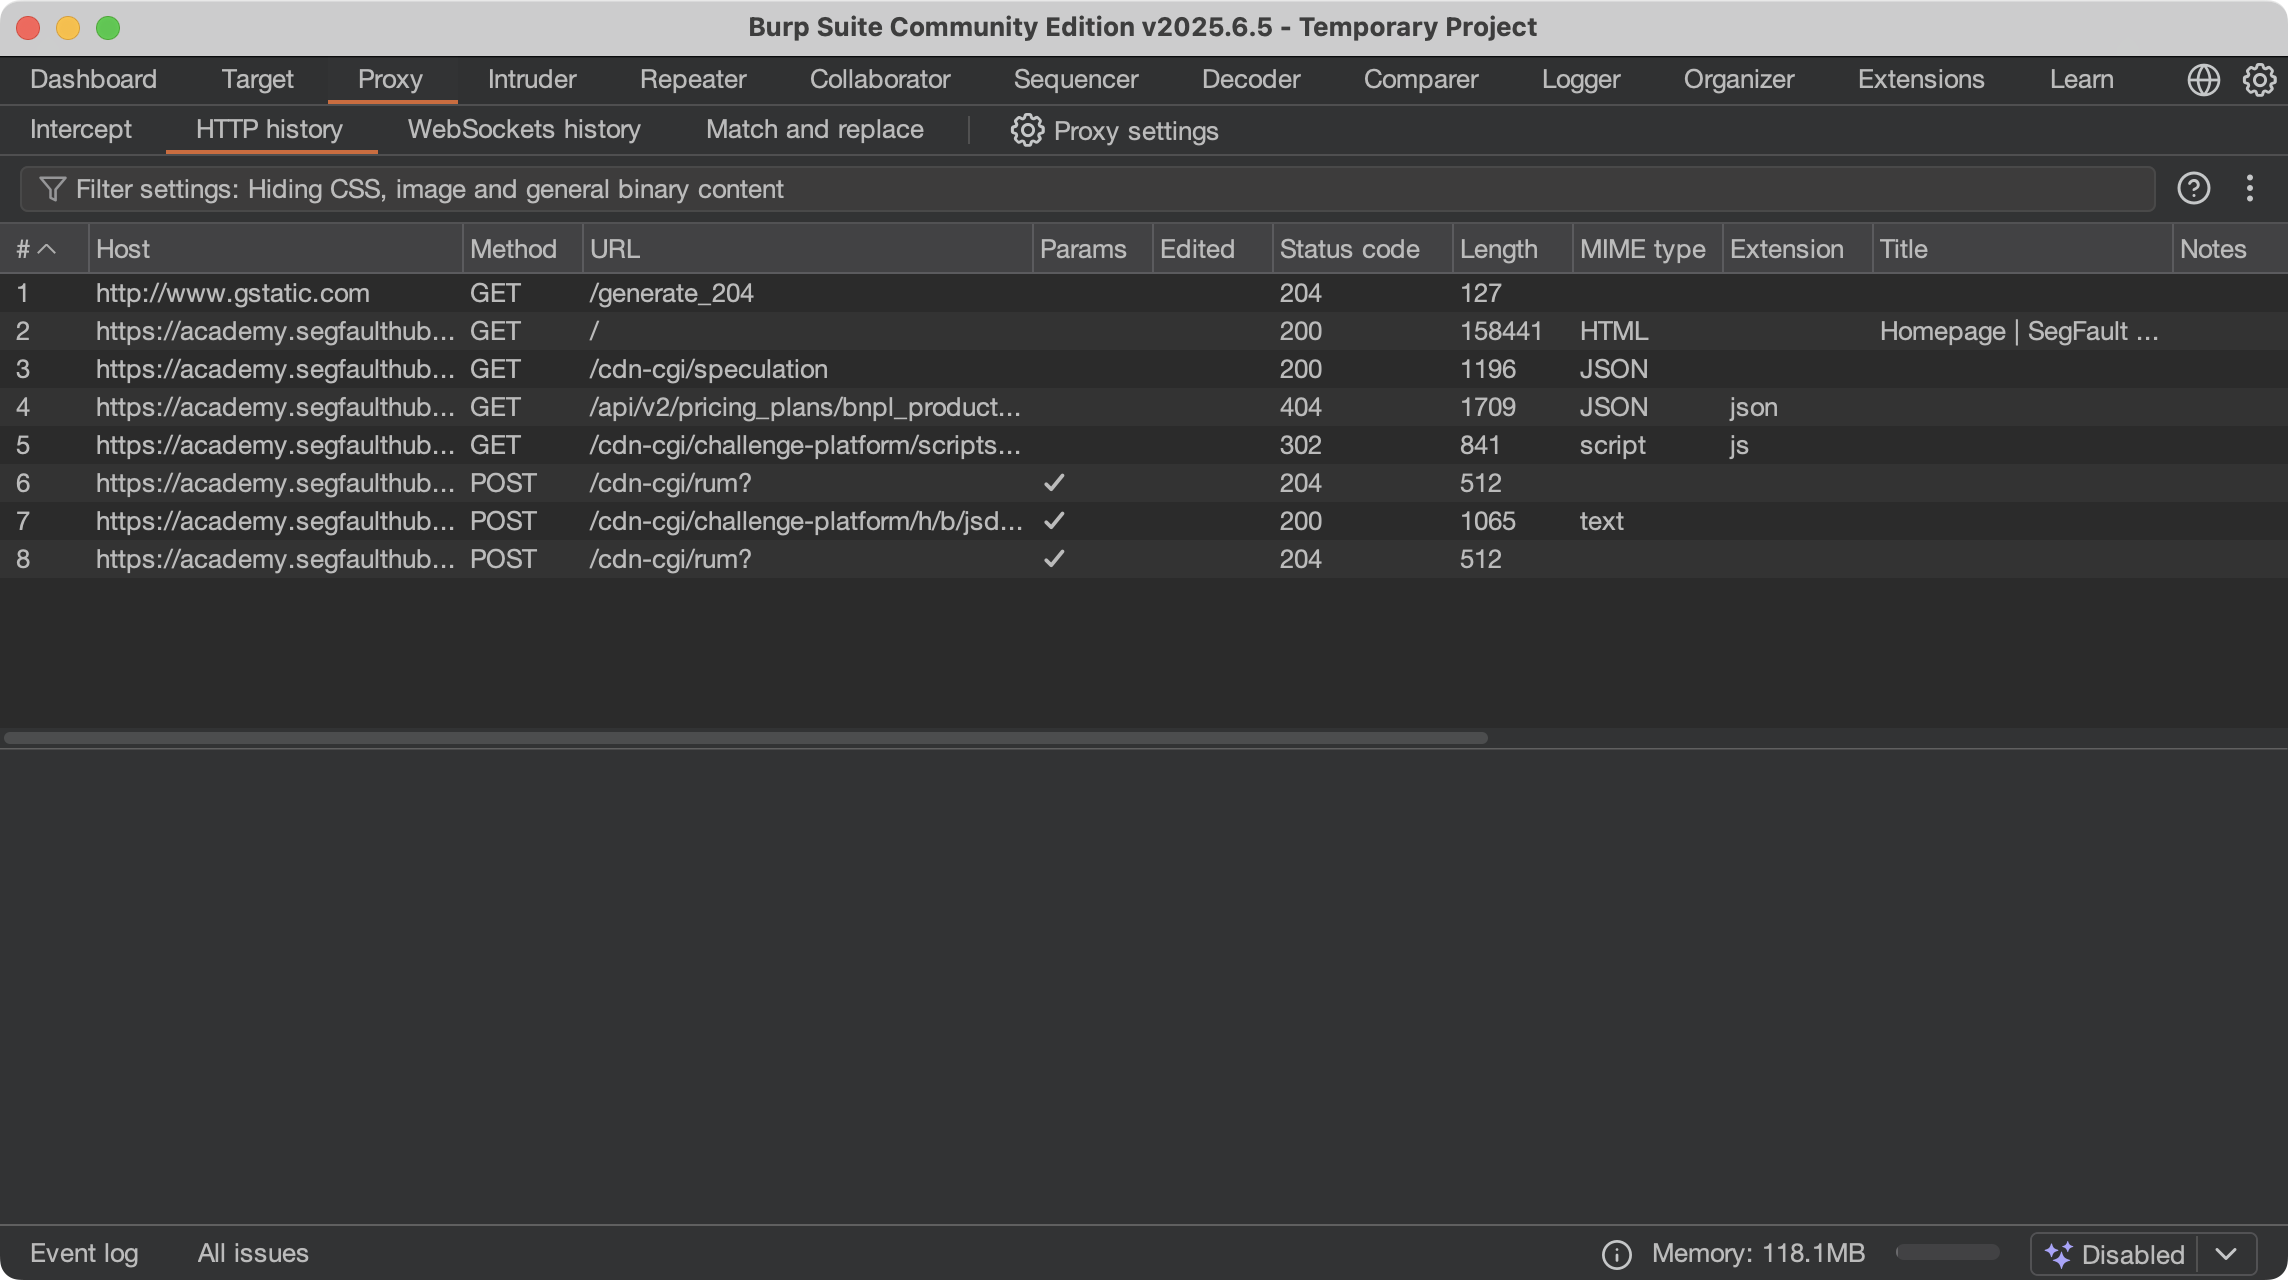 Burp Suite Community Edition v2025.6.5 - Temporary Project
Dashboard Target Proxy Intruder Repeater Collaborator Sequencer Decoder Comparer Logger Organizer Extensions Learn
Intercept HTTP history WebSockets history Match and replace Proxy settings
Filter settings: Hiding CSS, image and general binary content
# Host Method URL Params Edited Status code Length MIME type Extension Title Notes
1 http://www.gstatic.com GET /generate_204 204 127
2 https://academy.segfaulthub... GET / 200 158441 HTML Homepage | SegFault ...
3 https://academy.segfaulthub... GET /cdn-cgi/speculation 200 1196 JSON
4 https://academy.segfaulthub... GET /api/v2/pricing_plans/bnpl_product... 404 1709 JSON json
5 https://academy.segfaulthub... GET /cdn-cgi/challenge-platform/scripts... 302 841 script js
6 https://academy.segfaulthub... POST /cdn-cgi/rum? ✓ 204 512
7 https://academy.segfaulthub... POST /cdn-cgi/challenge-platform/h/b/jsd... ✓ 200 1065 text
8 https://academy.segfaulthub... POST /cdn-cgi/rum? ✓ 204 512
Event log All issues Memory: 118.1MB Disabled